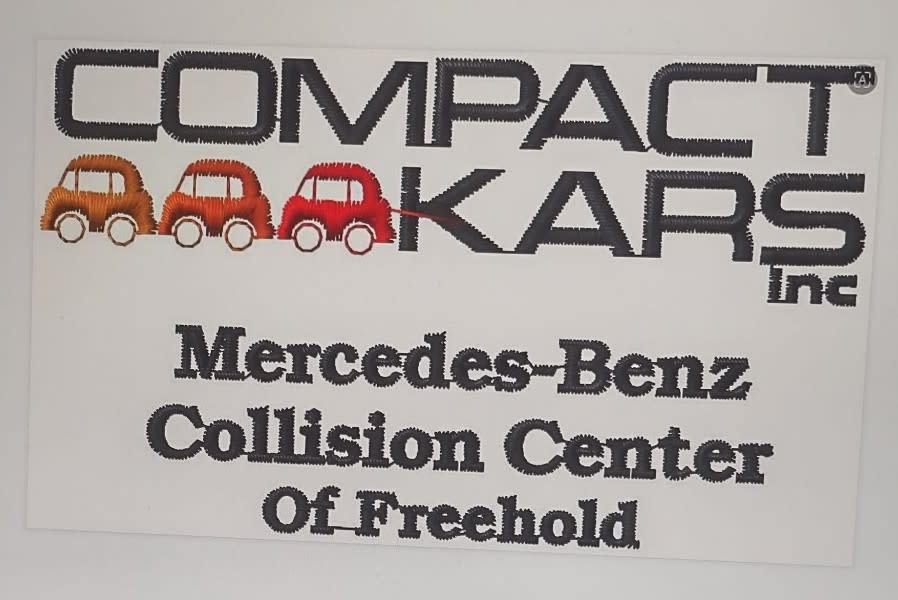 COMPACT
KARS
Inc
Mercedes-Benz
Collision Center
Of Freehold